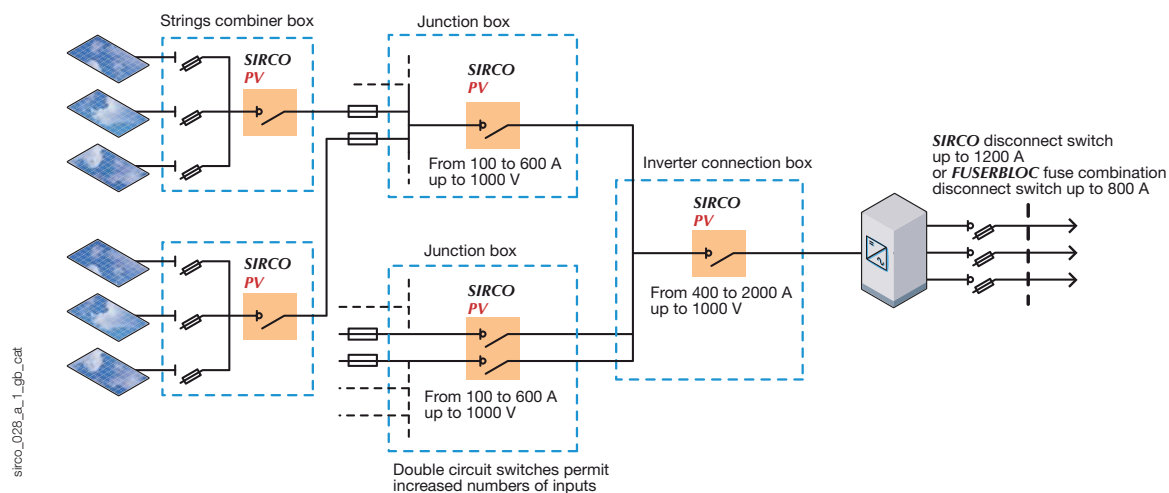 Strings combiner box
SIRCO
PV
Junction box
SIRCO
PV
From 100 to 600 A
up to 1000 V
Inverter connection box
SIRCO
PV
From 400 to 2000 A
up to 1000 V
SIRCO disconnect switch
up to 1200 A
or FUSERBLOC fuse combination
disconnect switch up to 800 A
SIRCO
PV
Junction box
SIRCO
PV
From 100 to 600 A
up to 1000 V
Double circuit switches permit
increased numbers of inputs
sirco_028_a_1_gb_cat